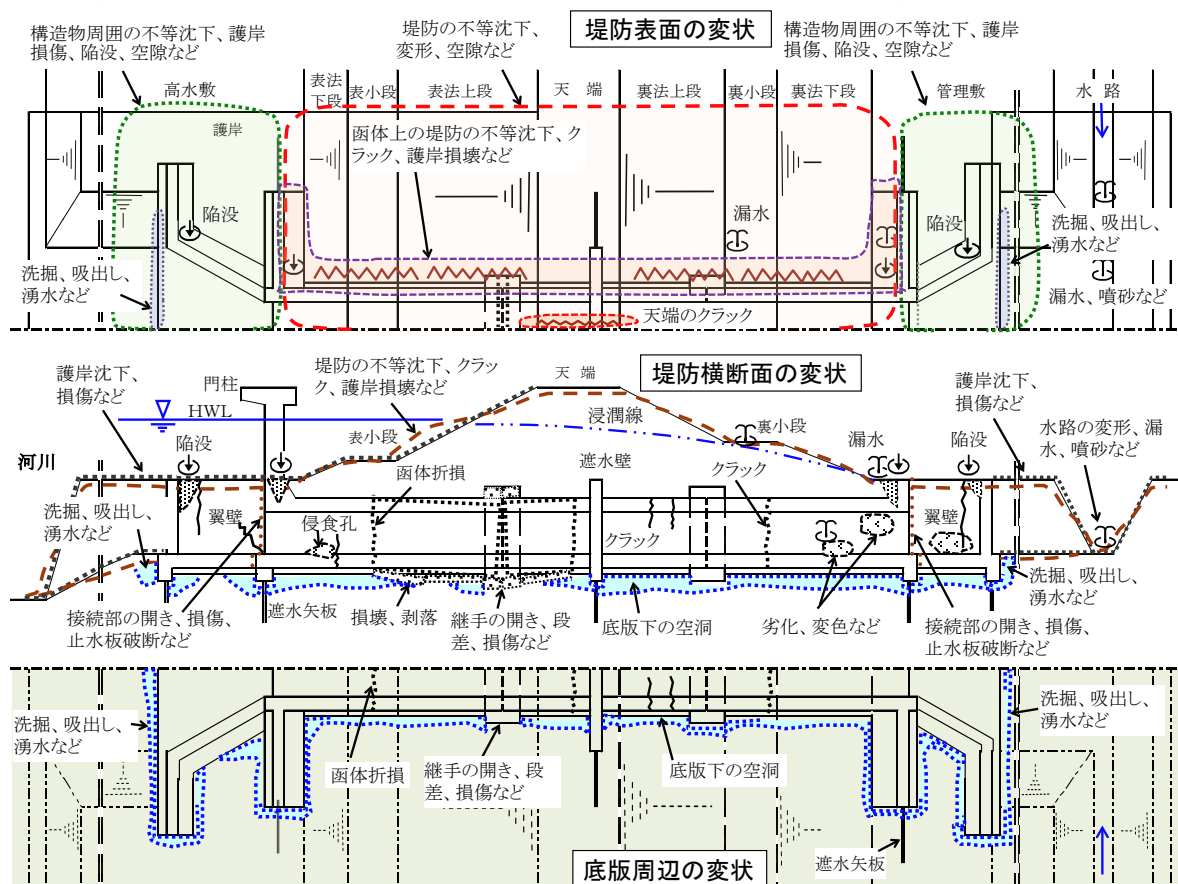 堤防表面の変状
構造物周囲の不等沈下、護岸
損傷、陥没、空隙など
堤防の不等沈下、
変形、空隙など
構造物周囲の不等沈下、護岸
損傷、陥没、空隙など
高水敷
表法
下段
表小段
表法上段
天 端
裏法上段
裏小段
裏法下段
管理敷
水 路
護岸
函体上の堤防の不等沈下、ク
ラック、護岸損壊など
陥没
漏水
陥没
洗掘、吸出し、
湧水など
洗掘、吸出し、
湧水など
漏水、噴砂など
天端のクラック
堤防横断面の変状
護岸沈下、
損傷など
門柱
堤防の不等沈下、クラッ
ク、護岸損壊など
天 端
護岸沈下、
損傷など
HWL
浸潤線
裏小段
水路の変形、漏
水、噴砂など
陥没
表小段
漏水
陥没
河川
函体折損
遮水壁
クラック
洗掘、吸出し、
湧水など
翼壁
侵食孔
クラック
翼壁
洗掘、吸出し、
湧水など
接続部の開き、損傷、
止水板破断など
遮水矢板
損壊、剥落
継手の開き、段
差、損傷など
底版下の空洞
劣化、変色など
接続部の開き、損傷、
止水板破断など
洗掘、吸出し、
湧水など
洗掘、吸出し、
湧水など
函体折損
継手の開き、段
差、損傷など
底版下の空洞
底版周辺の変状
遮水矢板